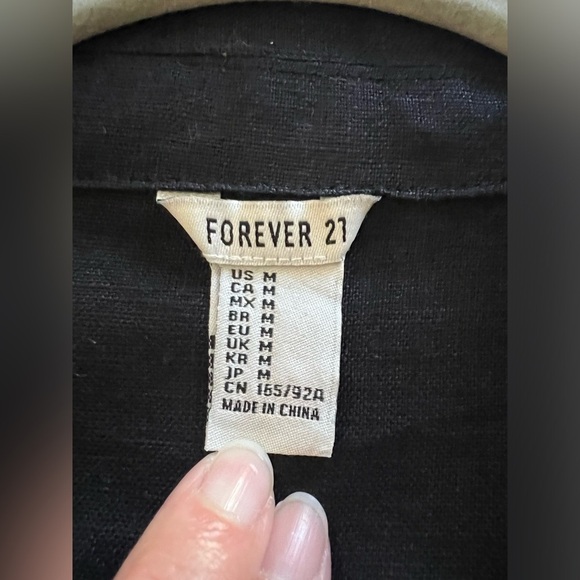 FOREVER 21
US M
CA M
MX M
BR M
EU M
UK M
KR M
JP M
CN 165/92A
MADE IN CHINA